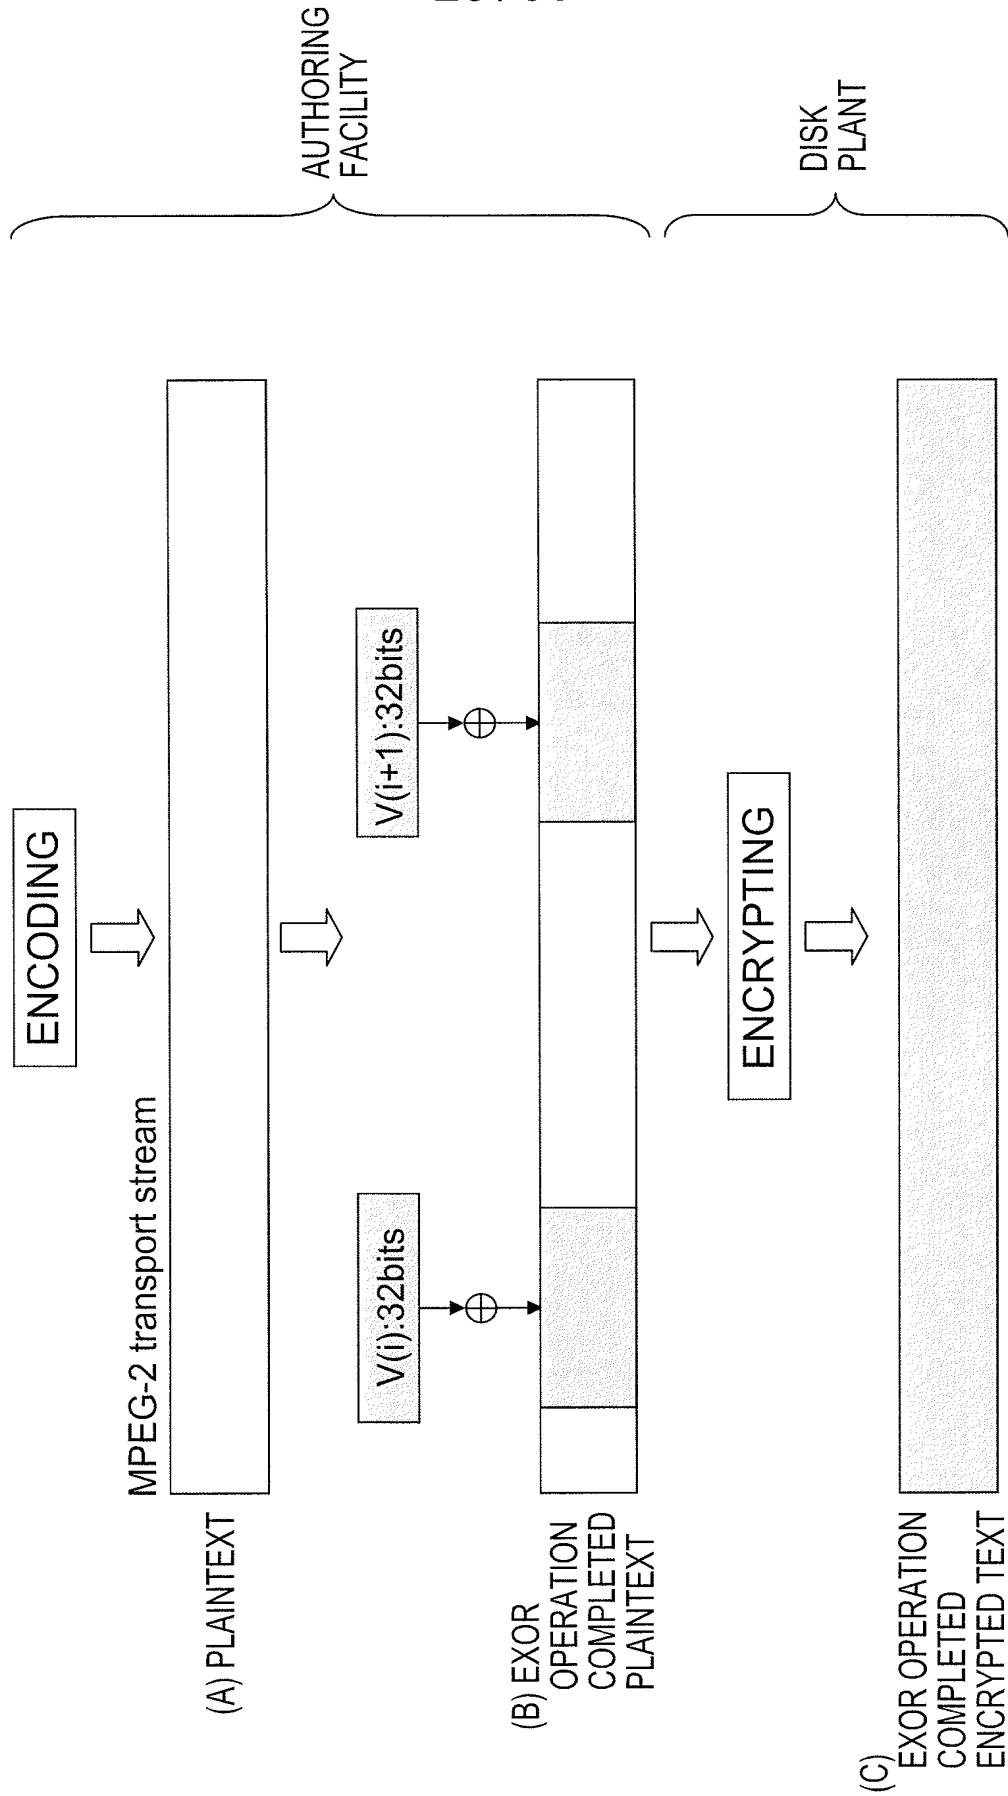 ENCODING
MPEG-2 transport stream
(A) PLAINTEXT
V(i):32bits
V(i+1):32bits
(B) EXOR
OPERATION
COMPLETED
PLAINTEXT
AUTHORING
FACILITY
ENCRYPTING
(C)
EXOR OPERATION
COMPLETED
ENCRYPTED TEXT
DISK
PLANT